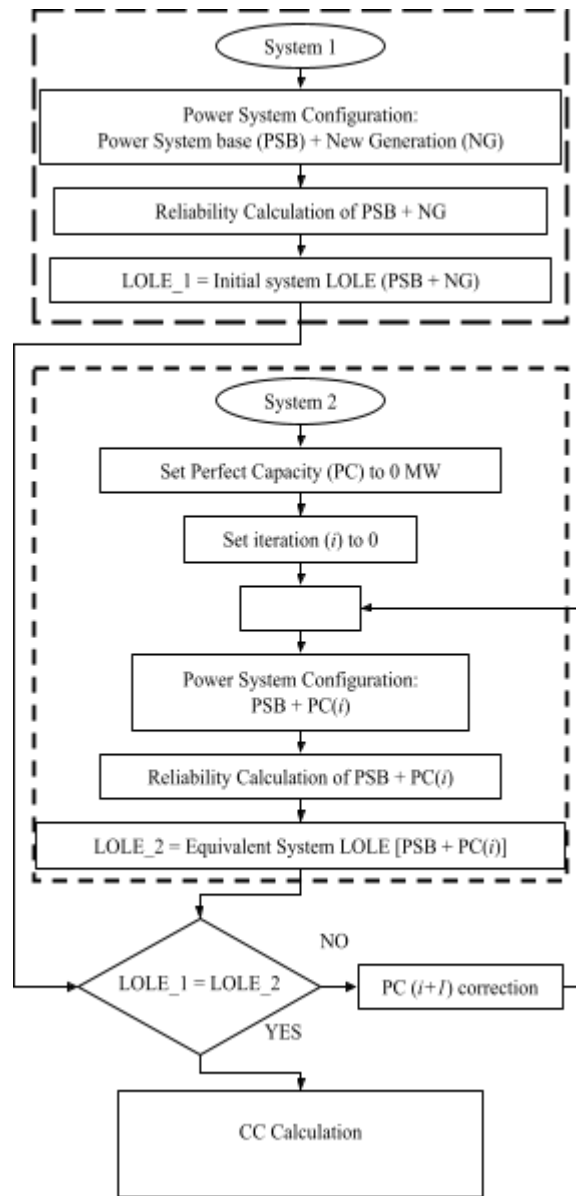 System 1
Power System Configuration:
Power System base (PSB) + New Generation (NG)
Reliability Calculation of PSB + NG
LOLE_1 = Initial system LOLE (PSB + NG)
System 2
Set Perfect Capacity (PC) to 0 MW
Set iteration (i) to 0
Power System Configuration:
PSB + PC(i)
Reliability Calculation of PSB + PC(i)
LOLE_2 = Equivalent System LOLE [PSB + PC(i)]
NO
LOLE_1 = LOLE_2
PC (i+1) correction
YES
CC Calculation